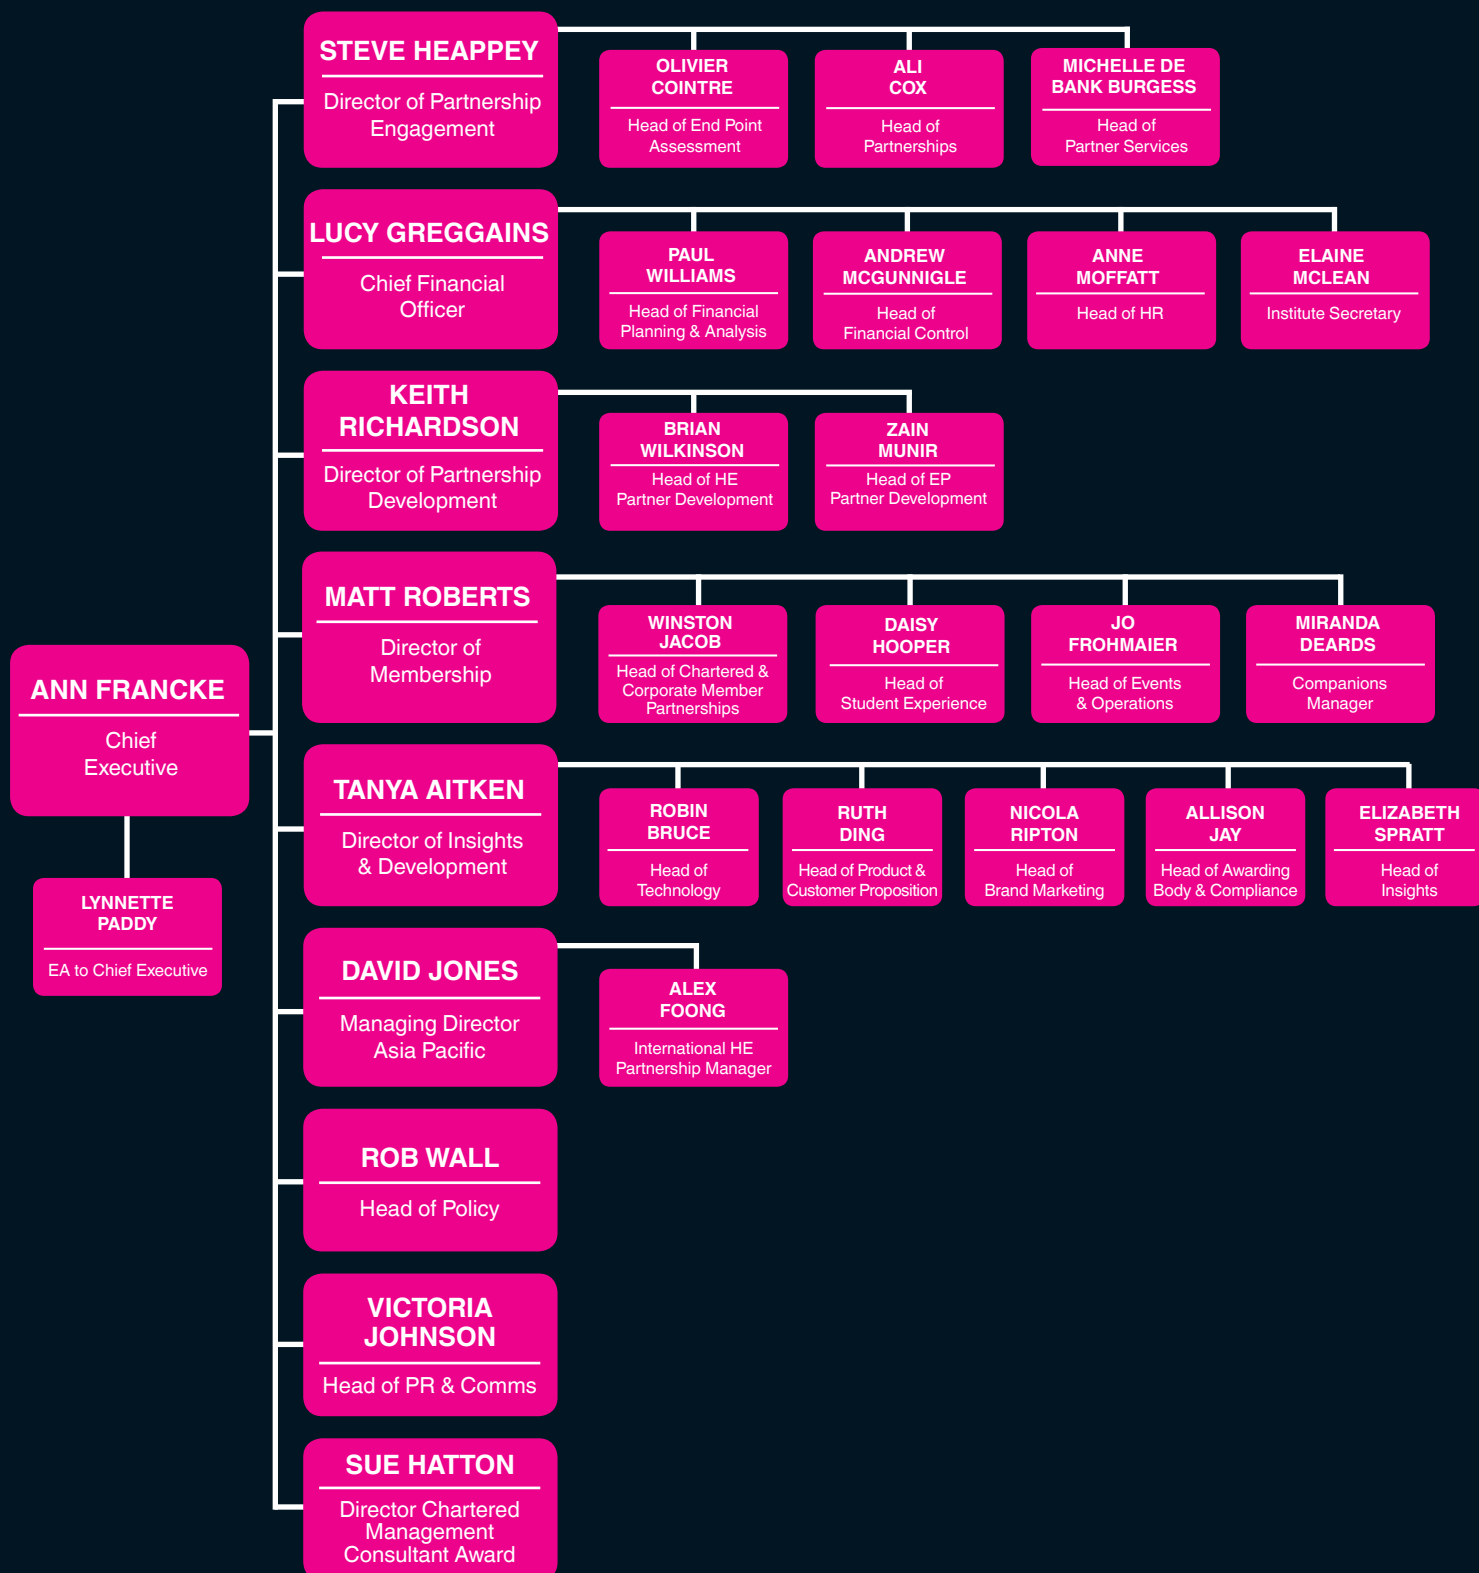 ANN FRANCKE
Chief
Executive
LYNNETTE
PADDY
EA to Chief Executive
STEVE HEAPPEY
Director of Partnership
Engagement
OLIVIER
COINTRE
Head of End Point
Assessment
ALI
COX
Head of
Partnerships
MICHELLE DE
BANK BURGESS
Head of
Partner Services
LUCY GREGGAINS
Chief Financial
Officer
PAUL
WILLIAMS
Head of Financial
Planning & Analysis
ANDREW
MCGUNNIGLE
Head of
Financial Control
ANNE
MOFFATT
Head of HR
ELAINE
MCLEAN
Institute Secretary
KEITH
RICHARDSON
Director of Partnership
Development
BRIAN
WILKINSON
Head of HE
Partner Development
ZAIN
MUNIR
Head of EP
Partner Development
MATT ROBERTS
Director of
Membership
WINSTON
JACOB
Head of Chartered &
Corporate Member
Partnerships
DAISY
HOOPER
Head of
Student Experience
JO
FROHMAIER
Head of Events
& Operations
MIRANDA
DEARDS
Companions
Manager
TANYA AITKEN
Director of Insights
& Development
ROBIN
BRUCE
Head of
Technology
RUTH
DING
Head of Product &
Customer Proposition
NICOLA
RIPTON
Head of
Brand Marketing
ALLISON
JAY
Head of Awarding
Body & Compliance
ELIZABETH
SPRATT
Head of
Insights
DAVID JONES
Managing Director
Asia Pacific
ALEX
FOONG
International HE
Partnership Manager
ROB WALL
Head of Policy
VICTORIA
JOHNSON
Head of PR & Comms
SUE HATTON
Director Chartered
Management
Consultant Award